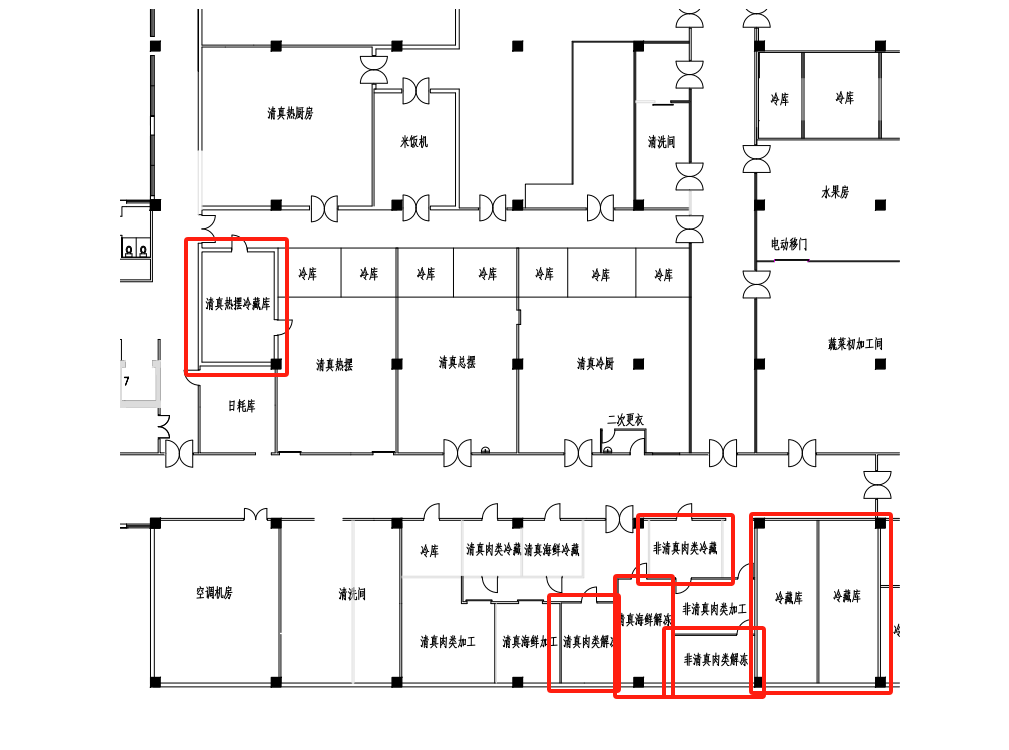 冷库
冷库
清真热厨房
米饭机
清洗间
水果房
电动移门
冷库
冷库
冷库
冷库
冷库
冷库
冷库
清真热摆冷藏库
清真热摆
清真总摆
清真冷厨
蔬菜初加工间
7
日耗库
二次更衣
冷库
清真肉类冷藏
清真海鲜冷藏
非清真肉类冷藏
空调机房
清洗间
冷藏库
冷藏库
非清真肉类加工
清真海鲜解冻
清真肉类加工
清真海鲜加工
清真肉类解冻
非清真肉类解冻